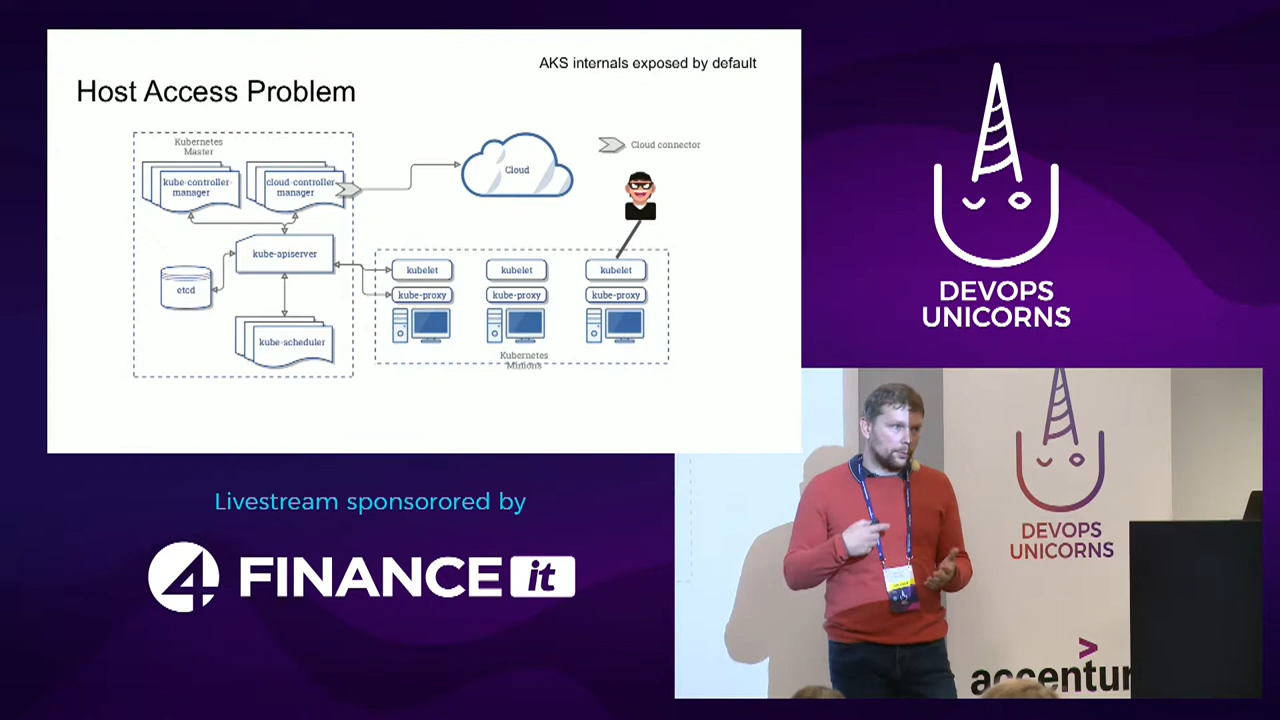 AKS internals exposed by default
Host Access Problem
Kubernetes
Master
kube-controller-
manager
cloud-controller-
manager
Cloud
Cloud connector
kube-apiserver
etcd
kube-scheduler
kubelet
kubelet
kubelet
kube-proxy
kube-proxy
kube-proxy
Kubernetes
Minions
DEVOPS
UNICORNS
Livestream sponsorored by
4FINANCE it
DEVOPS
UNICORNS
accentur